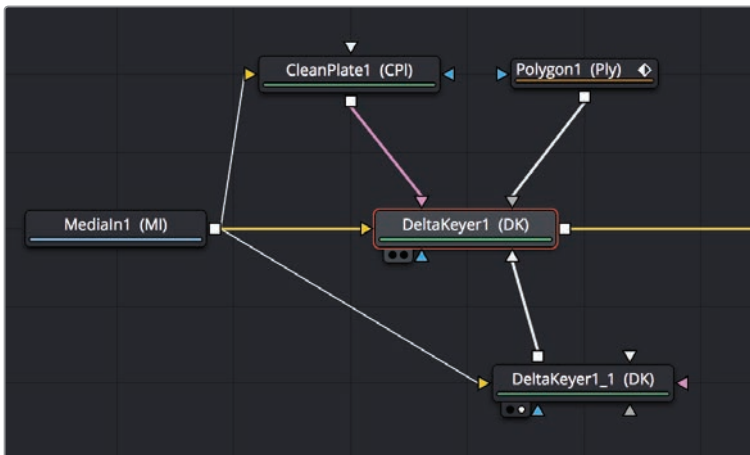 CleanPlate1 (CPl)
Polygon1 (Ply)
MediaIn1 (MI)
DeltaKeyer1 (DK)
DeltaKeyer1_1 (DK)